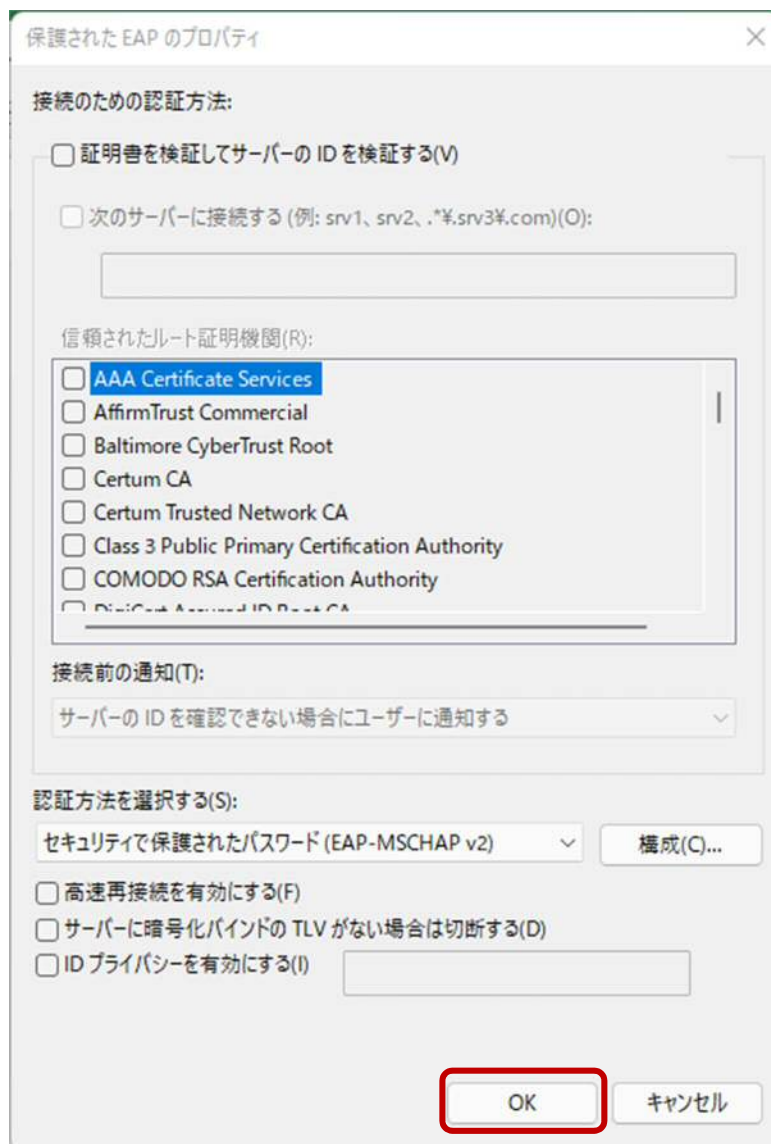 保護された EAP のプロパティ
接続のための認証方法:
証明書を検証してサーバーの ID を検証する(V)
次のサーバーに接続する (例: srv1、srv2、.*¥.srv3¥.com)(O):
信頼されたルート証明機関(R):
AAA Certificate Services
AffirmTrust Commercial
Baltimore CyberTrust Root
Certum CA
Certum Trusted Network CA
Class 3 Public Primary Certification Authority
COMODO RSA Certification Authority
DigiCert Assured ID Root CA
接続前の通知(T):
サーバーの ID を確認できない場合にユーザーに通知する
認証方法を選択する(S):
セキュリティで保護されたパスワード (EAP-MSCHAP v2) 構成(C)...
高速再接続を有効にする(F)
サーバーに暗号化バインドの TLV がない場合は切断する(D)
ID プライバシーを有効にする(I)
OK キャンセル